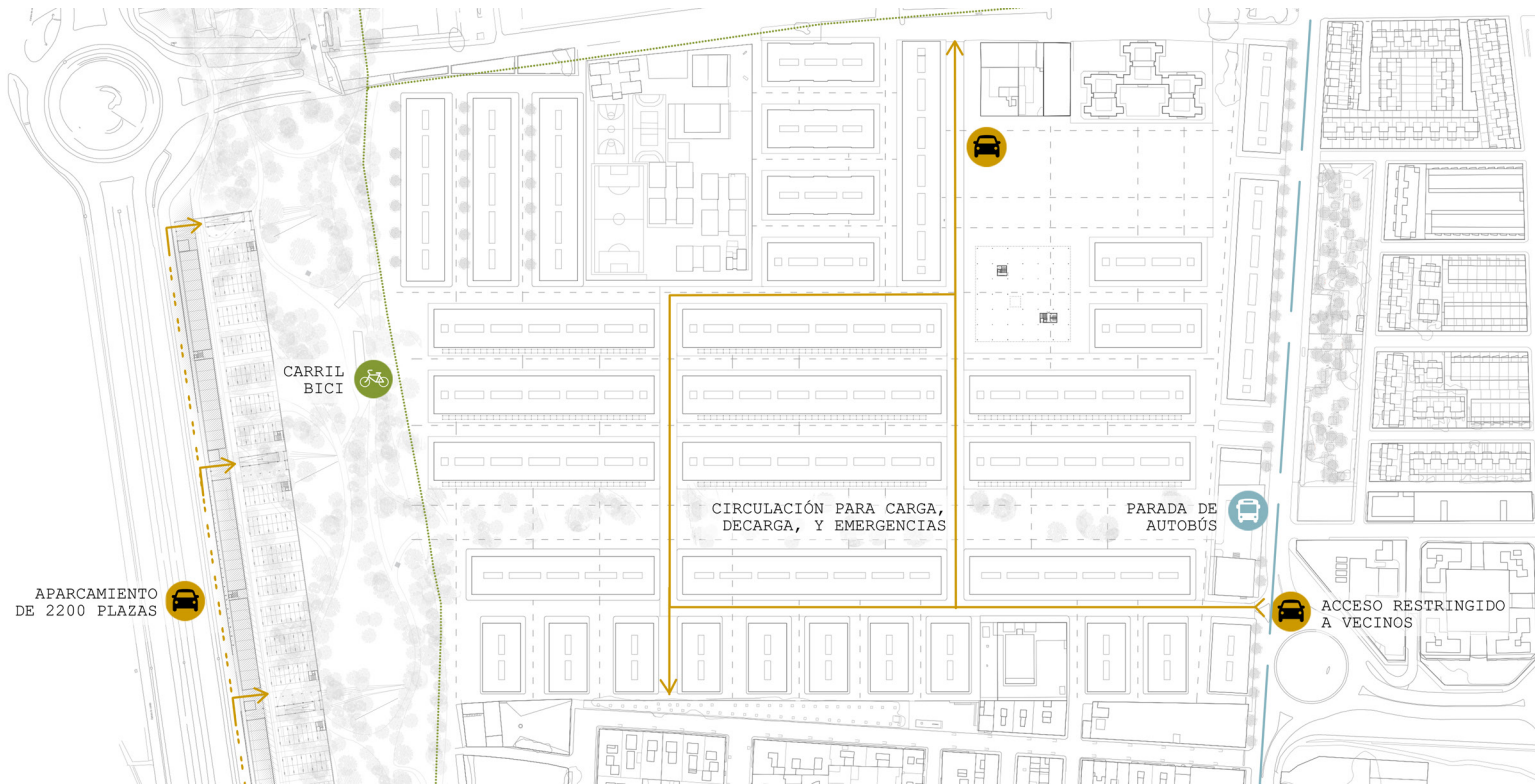 CARRIL
BICI
CIRCULACIÓN PARA CARGA,
DECARGA, Y EMERGENCIAS
PARADA DE
AUTOBÚS
APARCAMIENTO
DE 2200 PLAZAS
ACCESO RESTRINGIDO
A VECINOS